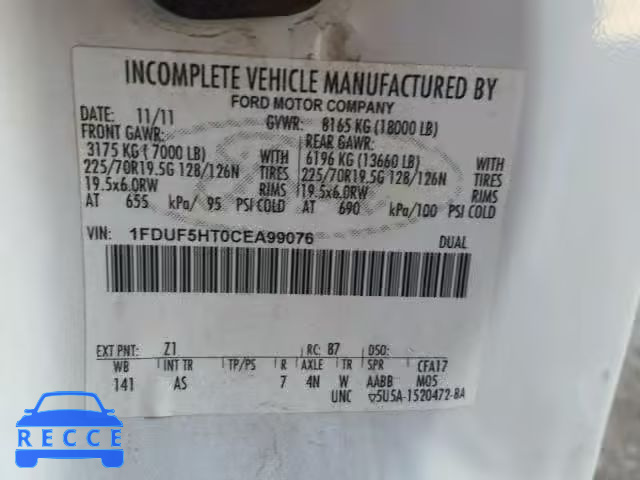 INCOMPLETE VEHICLE MANUFACTURED BY
FORD MOTOR COMPANY
DATE: 11/11 GVWR: 8165 KG (18000 LB)
FRONT GAWR: REAR GAWR:
3175 KG (7000 LB) WITH 6196 KG (13660 LB) WITH
225/70R19.5G 128/126N TIRES 225/70R19.5G 128/126N TIRES
19.5x6.0RW RIMS 19.5x6.0RW RIMS
AT 655 kPa/ 95 PSI COLD AT 690 kPa/100 PSI COLD
VIN: 1FDUF5HT0CEA99076 DUAL
EXT PNT: Z1 RC: B7 DSO:
WB INT TR TP/PS R AXLE TR SPR CFA17
141 AS 7 4N W AABB M05
UNC 5U5A-1520472-BA
RECCE